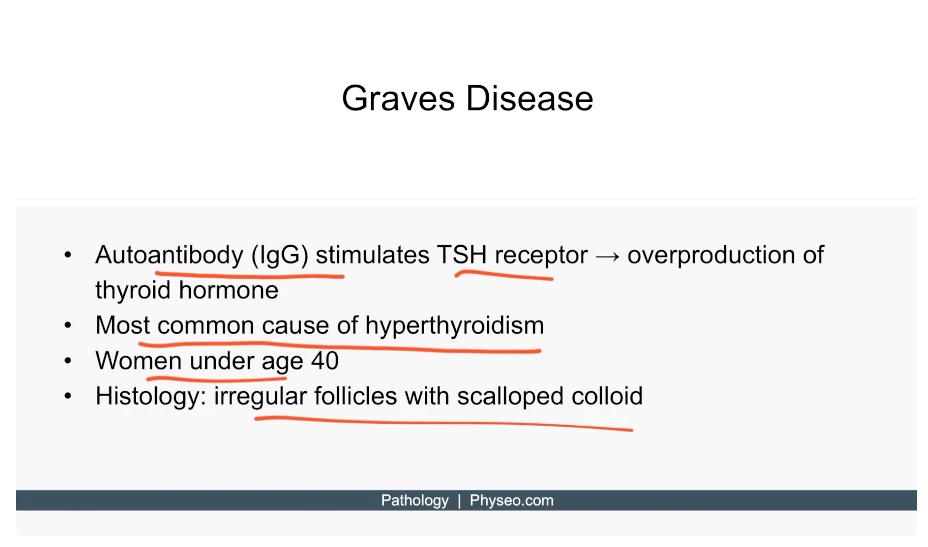 Graves Disease
• Autoantibody (IgG) stimulates TSH receptor → overproduction of
thyroid hormone
• Most common cause of hyperthyroidism
• Women under age 40
• Histology: irregular follicles with scalloped colloid
Pathology | Physeo.com